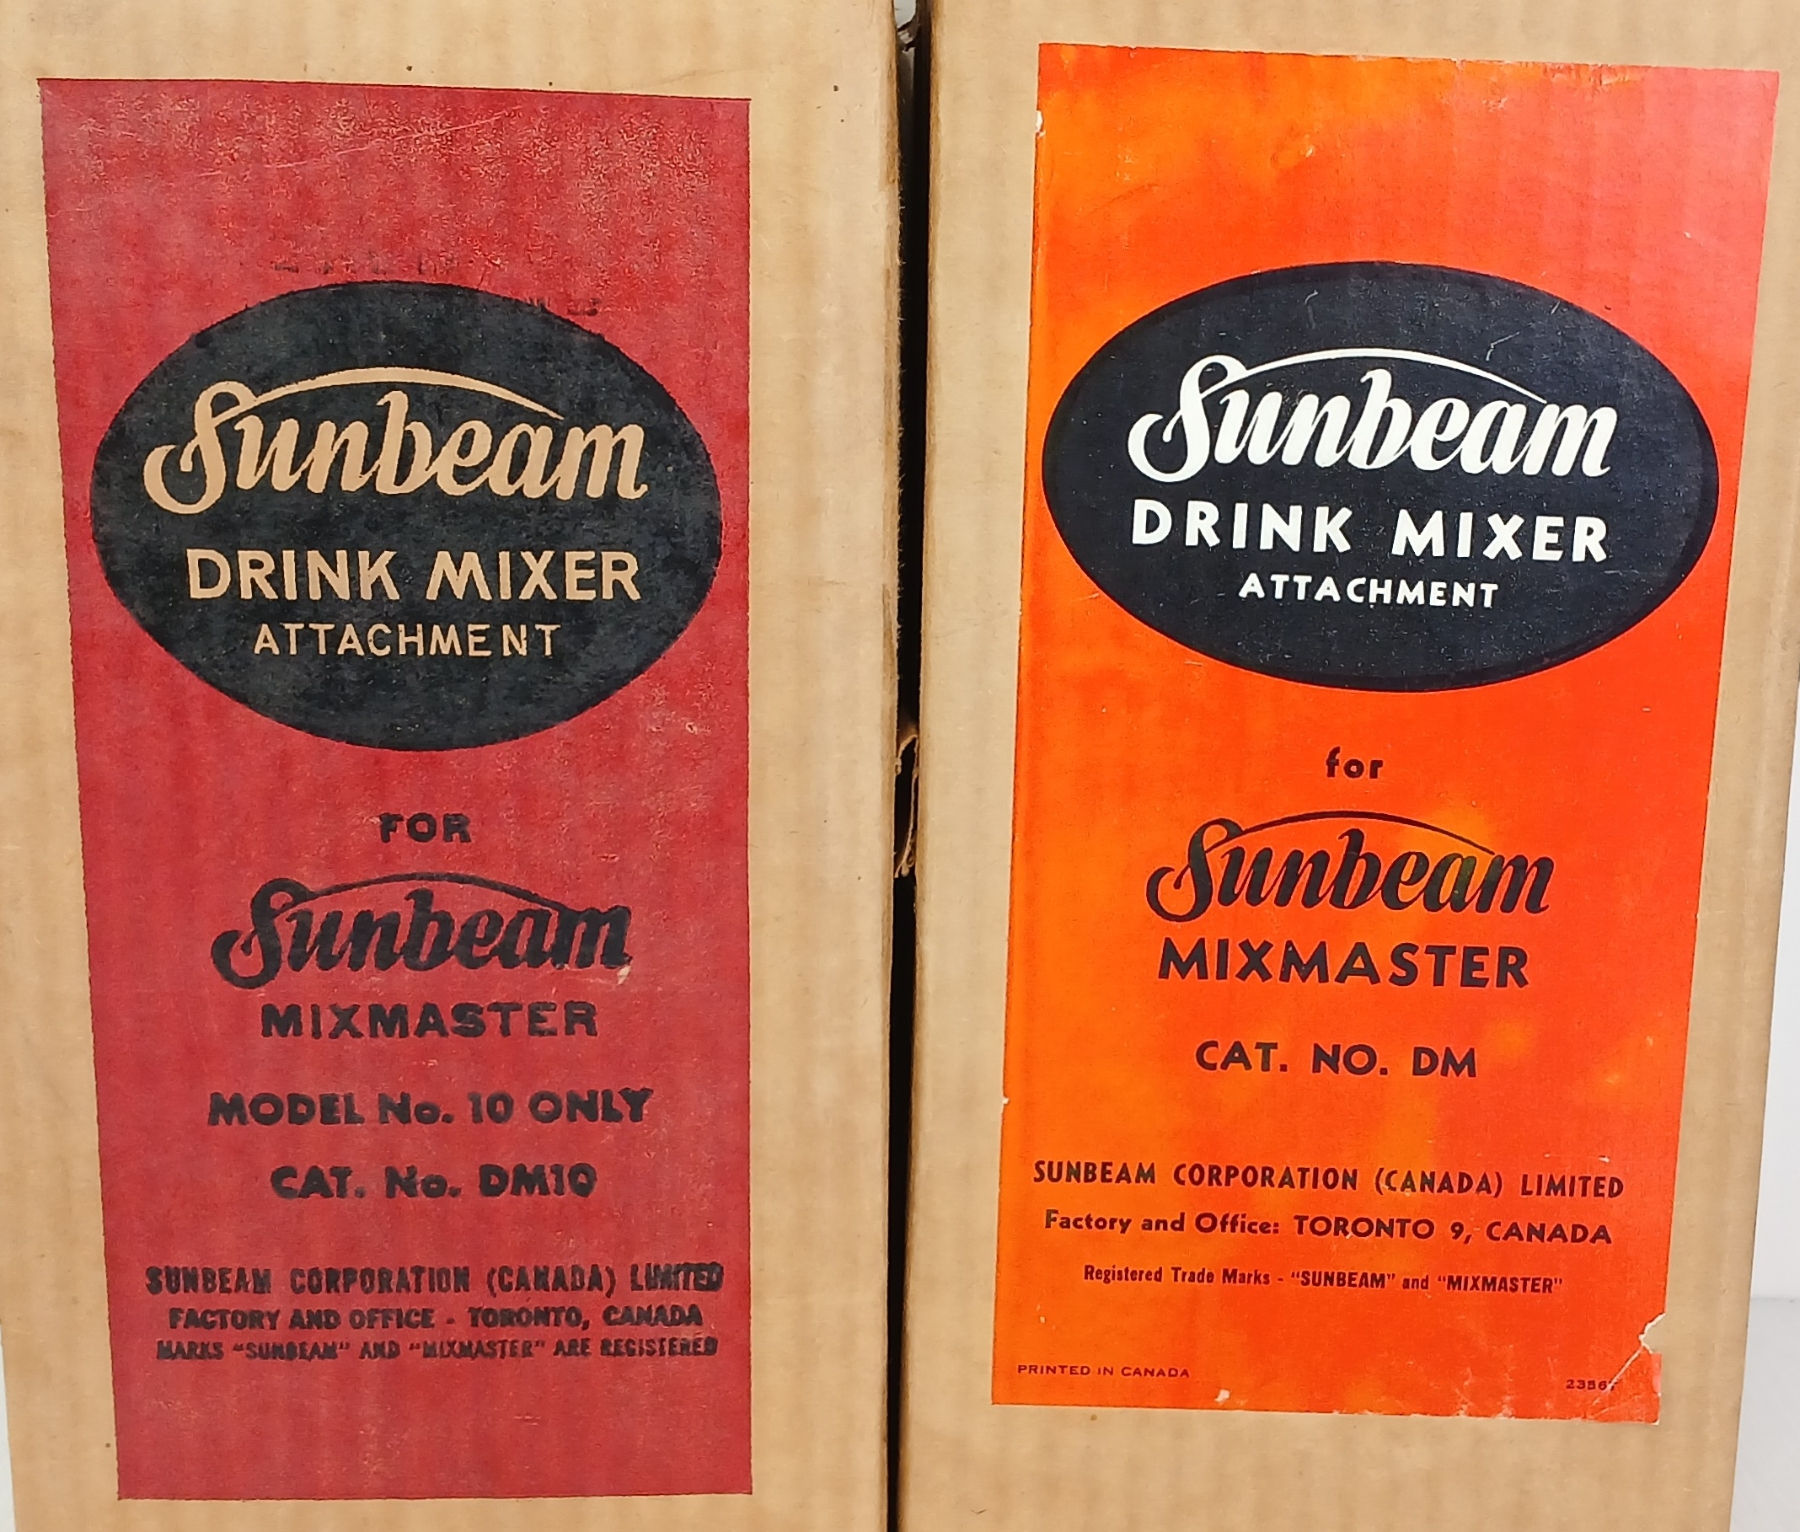 Sunbeam
DRINK MIXER
ATTACHMENT
FOR
Sunbeam
MIXMASTER
MODEL No. 10 ONLY
CAT. No. DM10
SUNBEAM CORPORATION (CANADA) LIMITED
FACTORY AND OFFICE - TORONTO, CANADA
MARKS "SUNBEAM" AND "MIXMASTER" ARE REGISTERED
Sunbeam
DRINK MIXER
ATTACHMENT
for
Sunbeam
MIXMASTER
CAT. NO. DM
SUNBEAM CORPORATION (CANADA) LIMITED
Factory and Office: TORONTO 9, CANADA
Registered Trade Marks - "SUNBEAM" and "MIXMASTER"
PRINTED IN CANADA